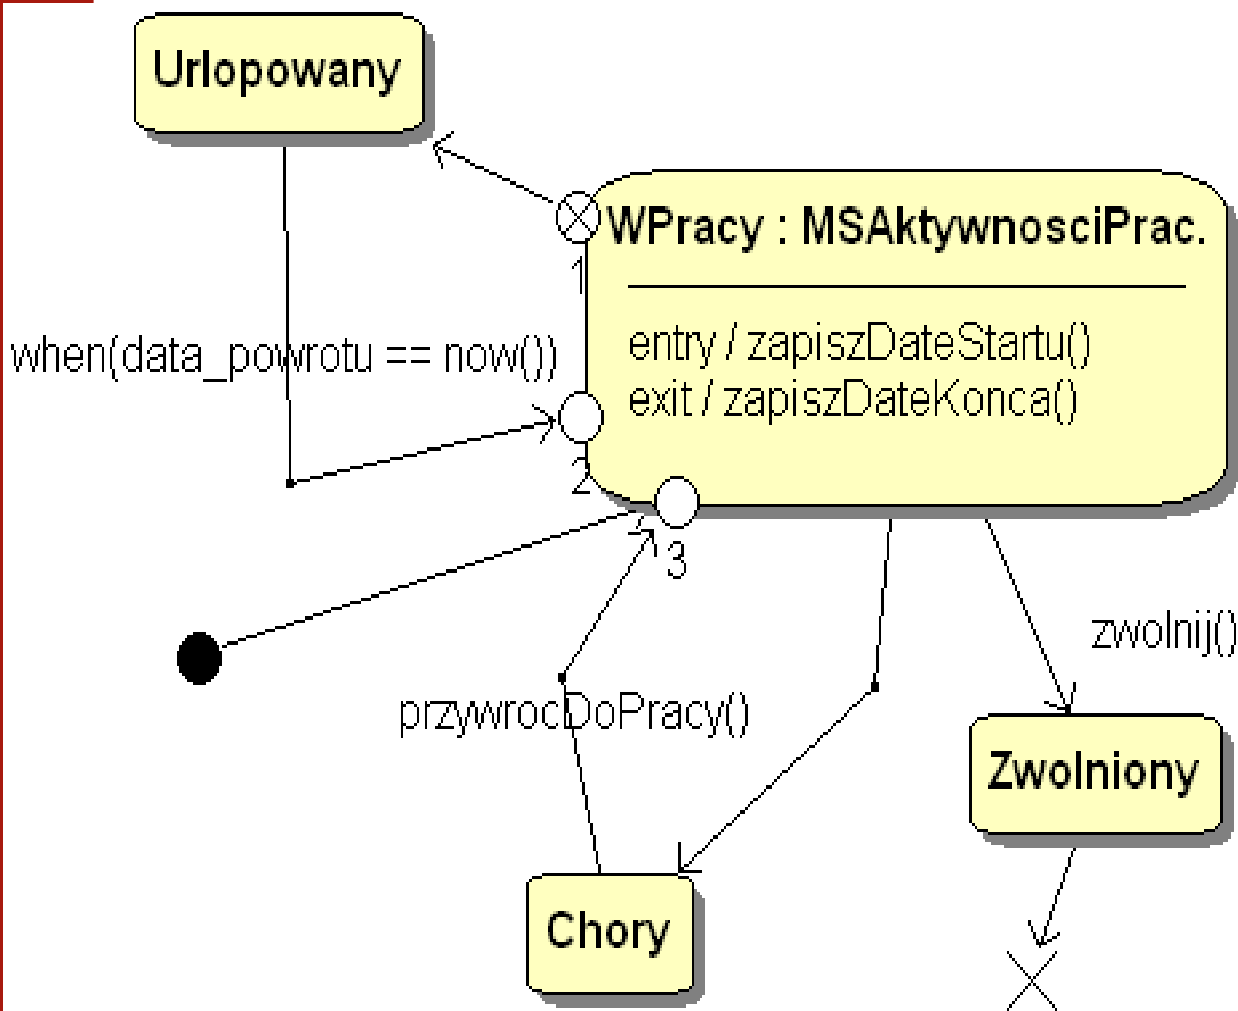 Urlopowany
WPracy : MSAktywnosciPrac.
1
entry / zapiszDateStartu()
when(data_powrotu == now())
exit / zapiszDateKonca()
2
3
zwolnij()
przywrocDoPracy()
Zwolniony
Chory